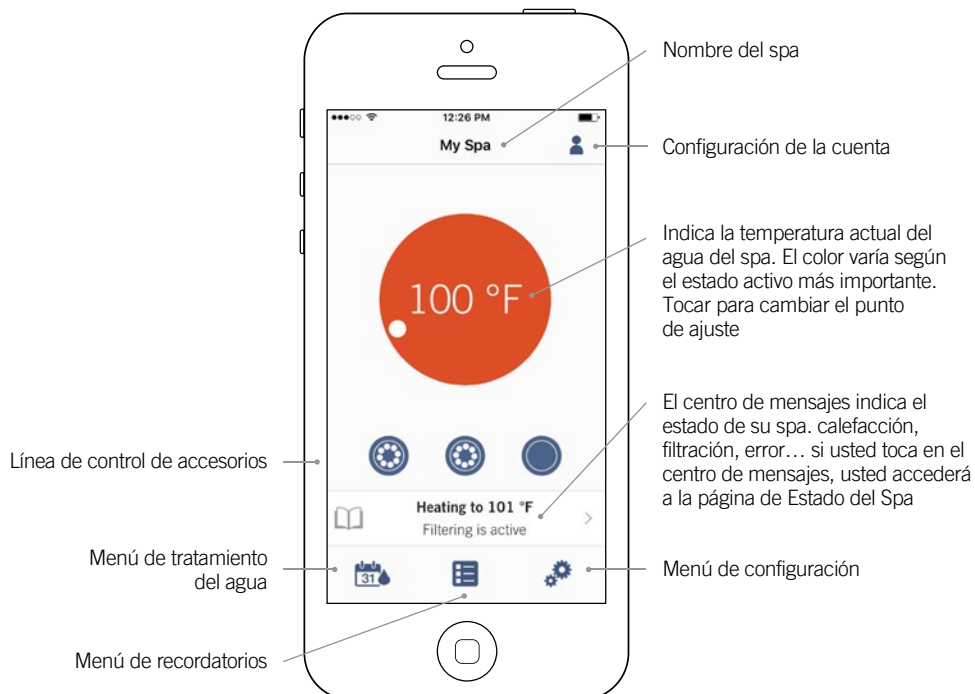 Nombre del spa
12:26 PM
My Spa
Configuración de la cuenta
Indica la temperatura actual del
agua del spa. El color varía según
el estado activo más importante.
Tocar para cambiar el punto
de ajuste
100 °F
El centro de mensajes indica el
estado de su spa. calefacción,
filtración, error… si usted toca en el
centro de mensajes, usted accederá
a la página de Estado del Spa
Línea de control de accesorios
Heating to 101 °F
Filtering is active
Menú de tratamiento
del agua
31
Menú de configuración
Menú de recordatorios